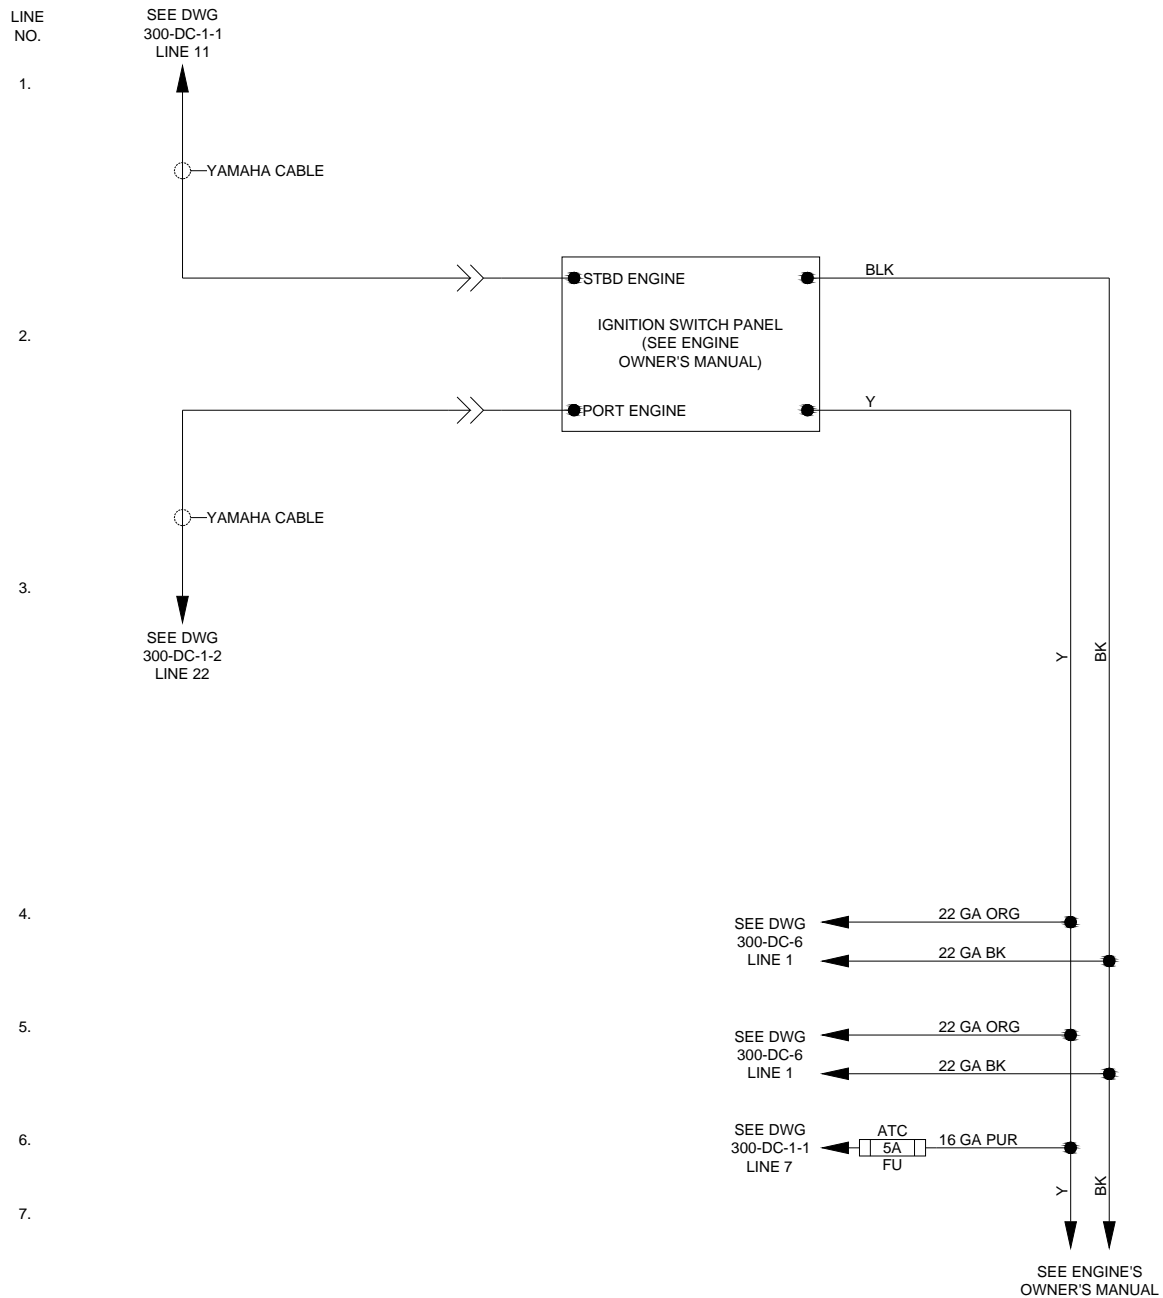 LINE
NO.
SEE DWG
300-DC-1-1
LINE 11
1.
YAMAHA CABLE
STBD ENGINE
BLK
IGNITION SWITCH PANEL
(SEE ENGINE
OWNER'S MANUAL)
2.
PORT ENGINE
Y
YAMAHA CABLE
3.
SEE DWG
300-DC-1-2
LINE 22
Y
BK
4.
SEE DWG
300-DC-6
LINE 1
22 GA ORG
22 GA BK
5.
SEE DWG
300-DC-6
LINE 1
22 GA ORG
22 GA BK
6.
SEE DWG
300-DC-1-1
LINE 7
ATC
5A
FU
16 GA PUR
Y
BK
7.
SEE ENGINE'S
OWNER'S MANUAL